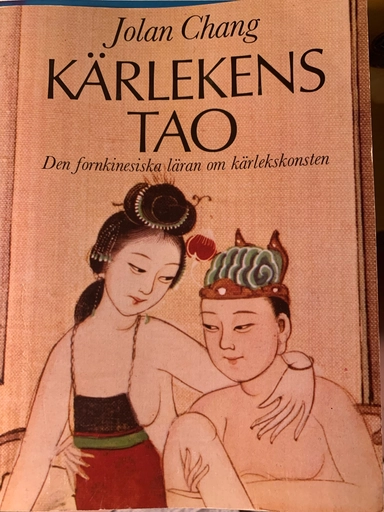 Jolan Chang
KÄRLEKENS
TAO
Den fornkinesiska läran om kärlekskonsten